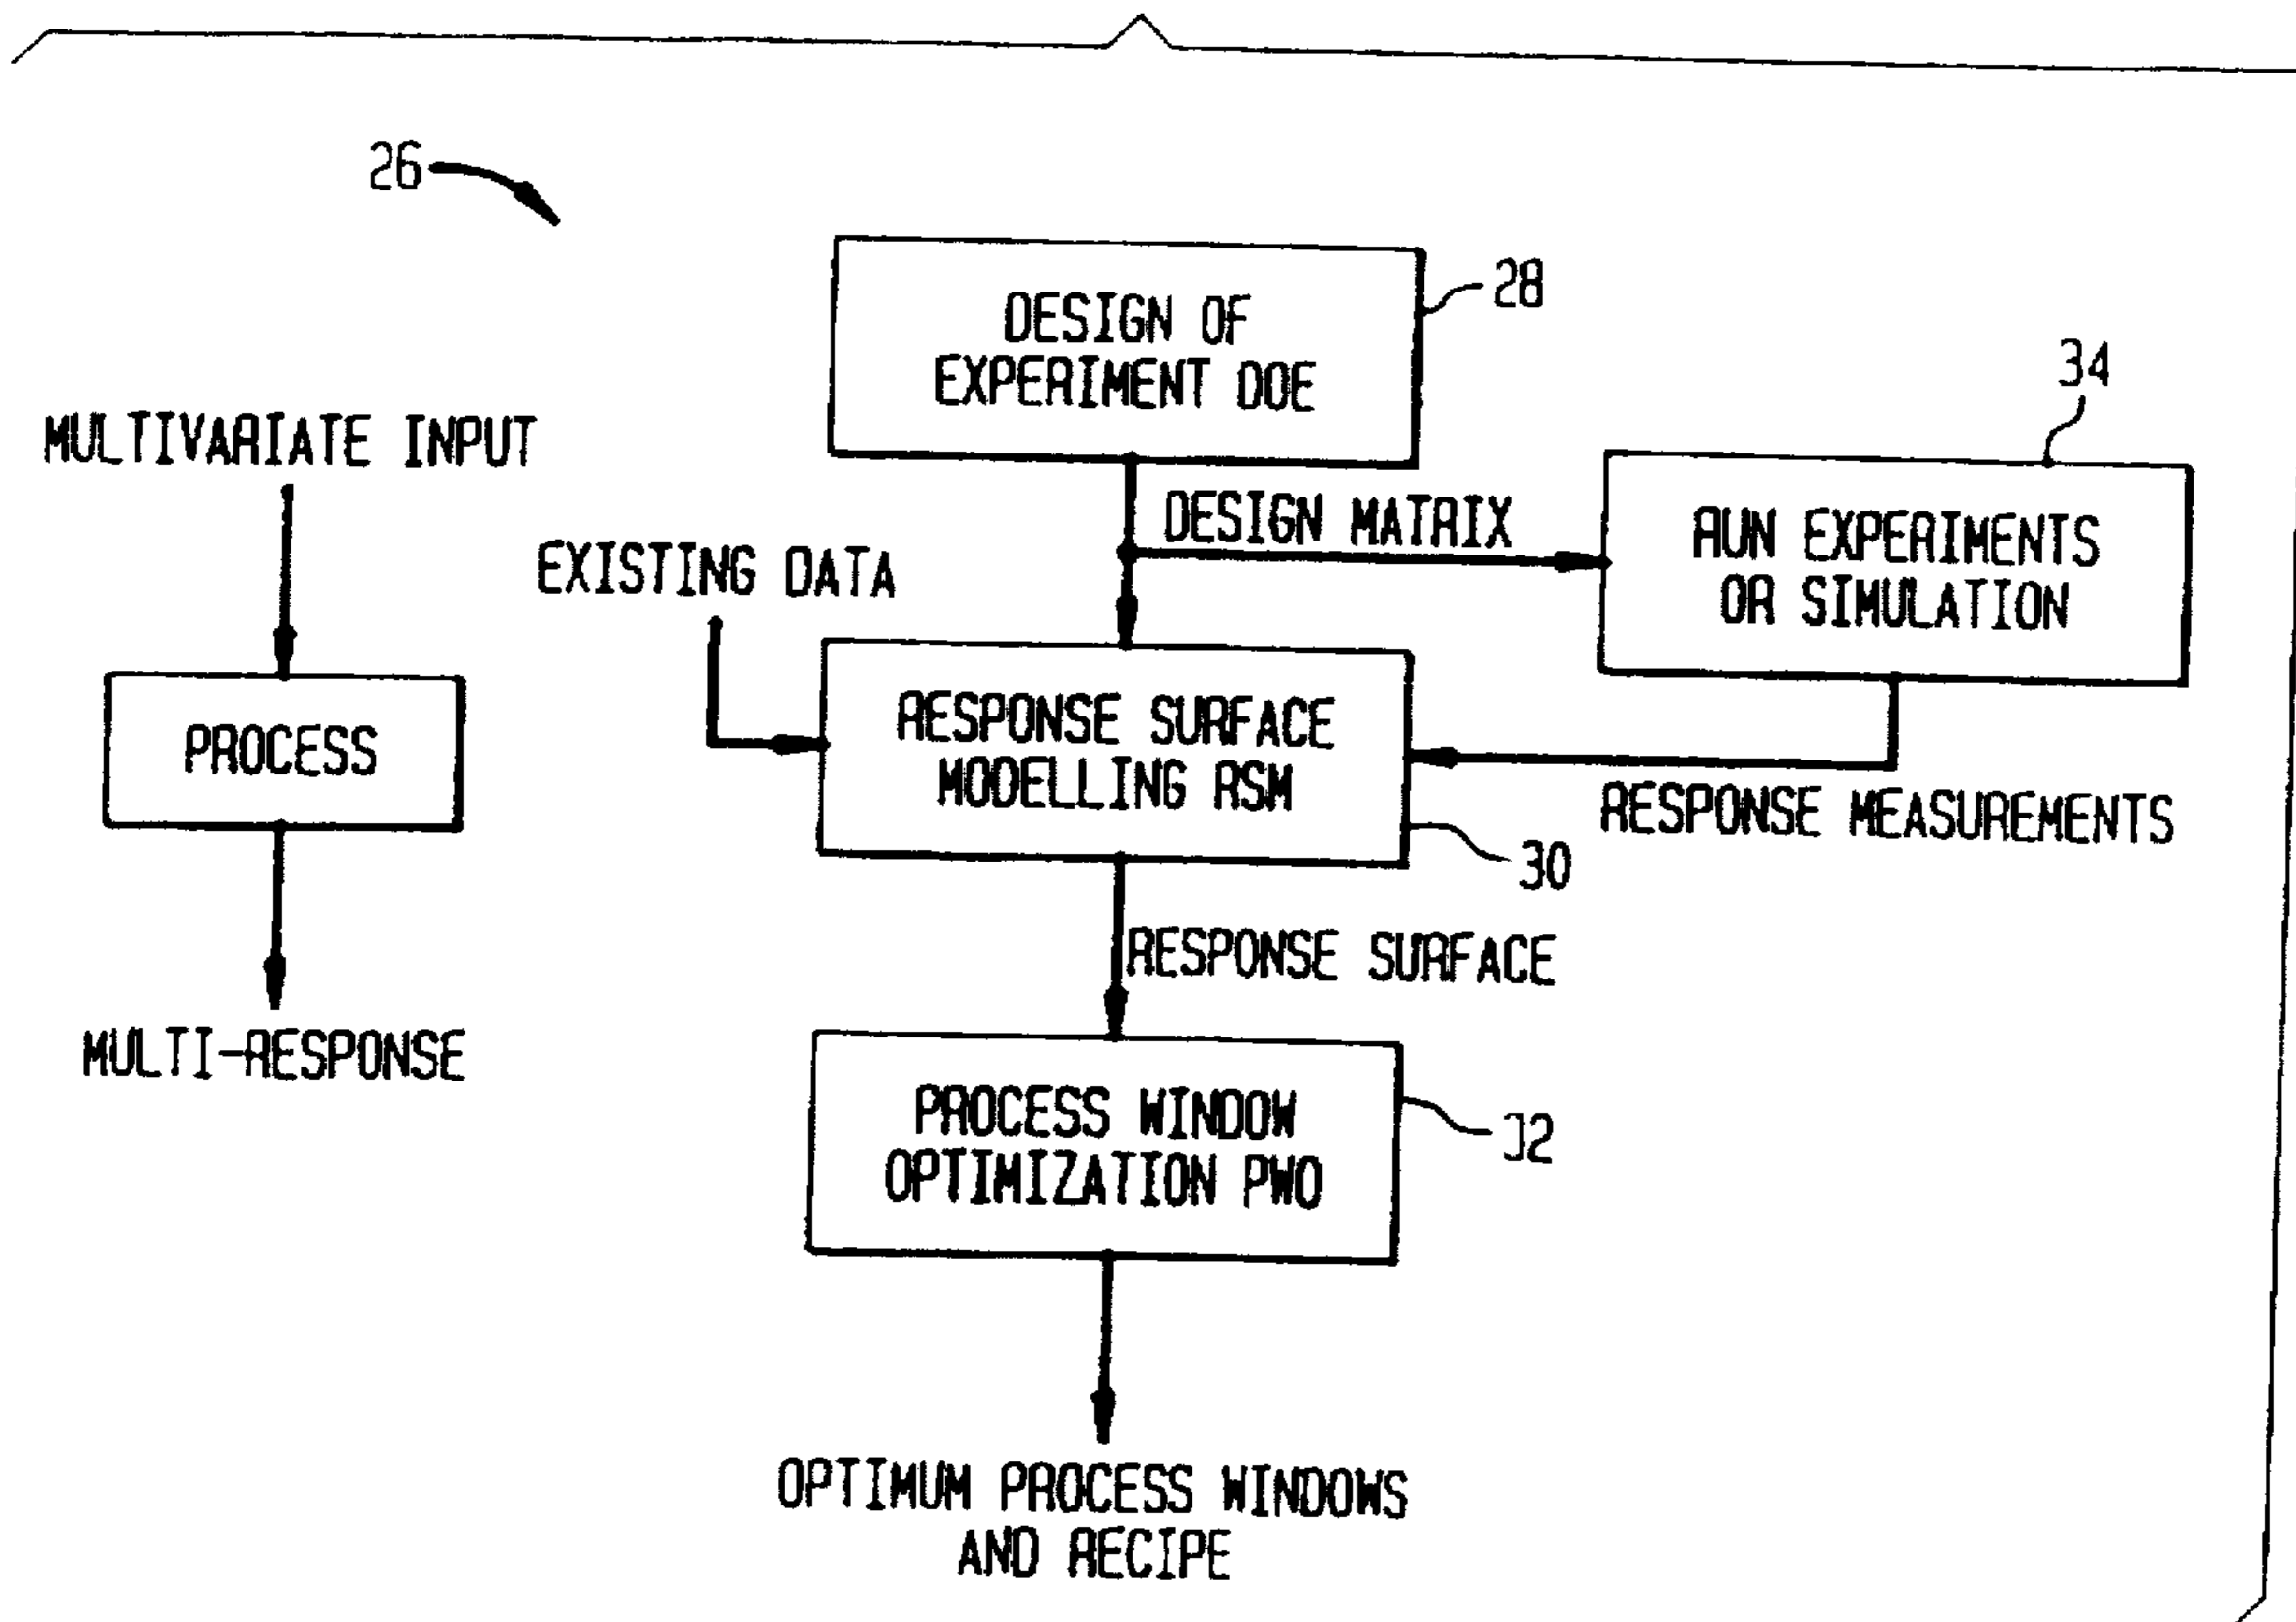 26
DESIGN OF
EXPERIMENT DOE
28
34
MULTIVARIATE INPUT
DESIGN MATRIX
RUN EXPERIMENTS
OR SIMULATION
EXISTING DATA
PROCESS
RESPONSE SURFACE
MODELLING RSM
RESPONSE MEASUREMENTS
30
RESPONSE SURFACE
MULTI-RESPONSE
PROCESS WINDOW
OPTIMIZATION PWO
32
OPTIMUM PROCESS WINDOWS
AND RECIPE